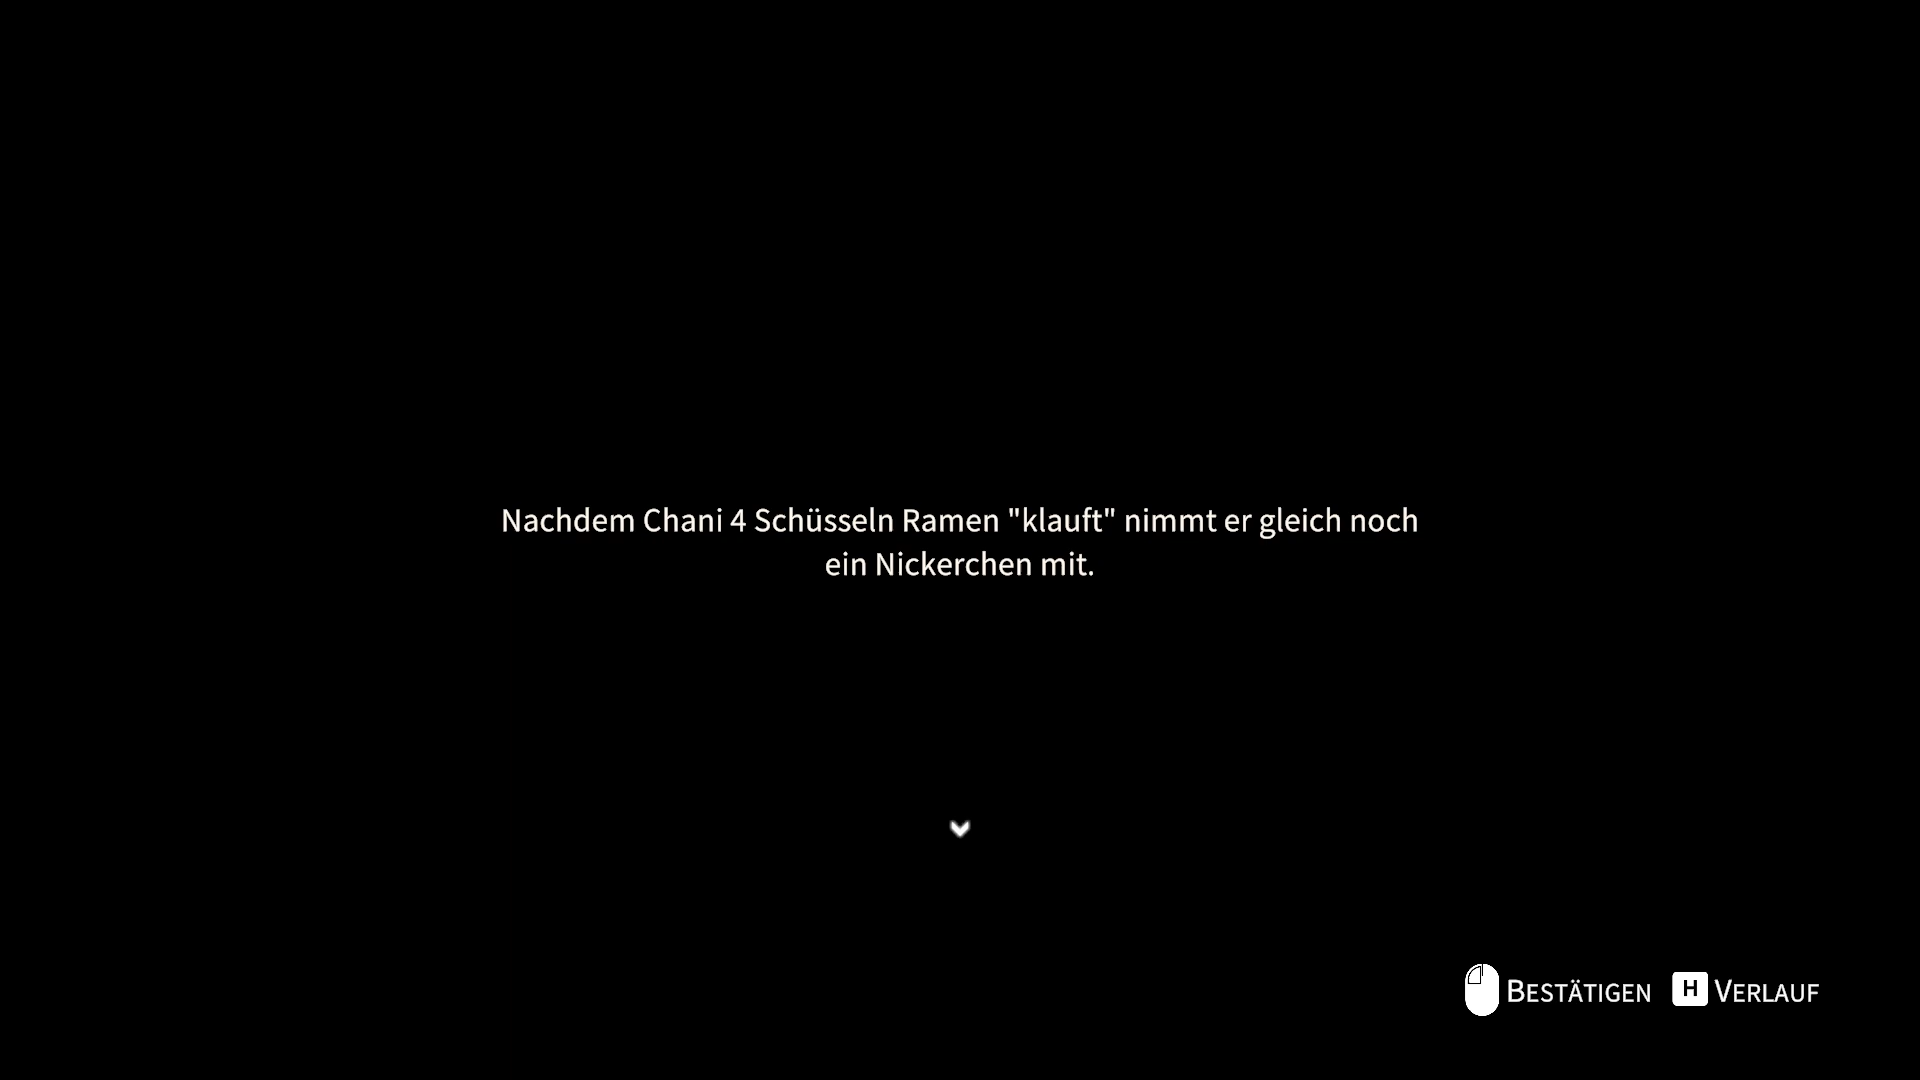 Nachdem Chani 4 Schüsseln Ramen "klauft" nimmt er gleich noch
ein Nickerchen mit.
BESTÄTIGEN H VERLAUF